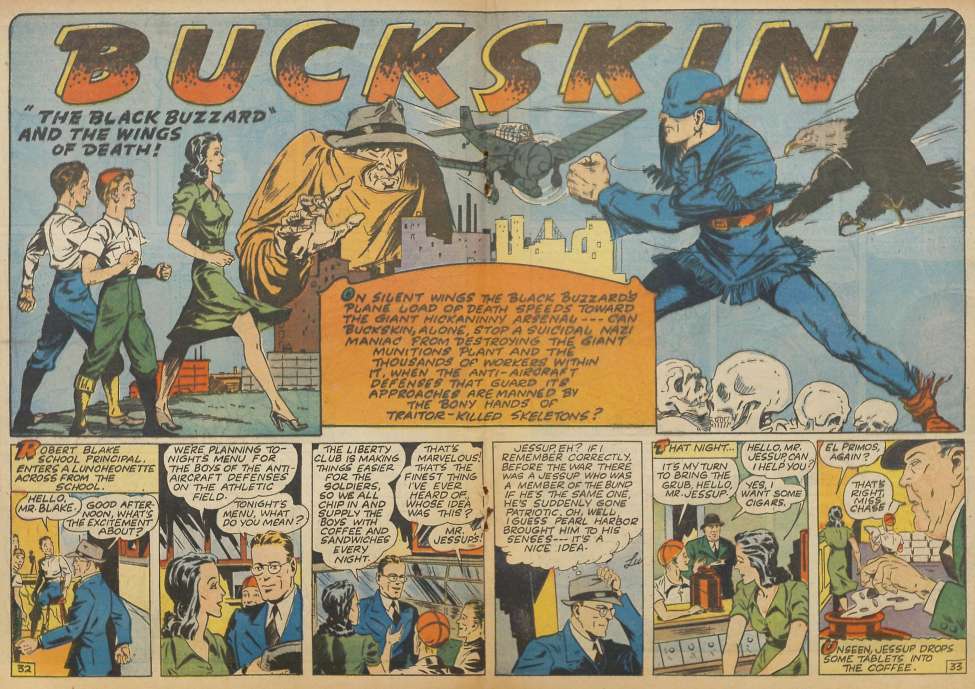 BUCKSKIN
"THE BLACK BUZZARD"
AND THE WINGS
OF DEATH!
ON SILENT WINGS THE BLACK BUZZARD'S
PLANE LOAD OF DEATH SPEEDS TOWARD
THE GIANT HICKANINNY ARSENAL --- CAN
BUCKSKIN, ALONE, STOP A SUICIDAL NAZI
MANIAC FROM DESTROYING THE GIANT
MUNITIONS PLANT AND THE
THOUSANDS OF WORKERS WITHIN
IT, WHEN THE ANTI-AIRCRAFT
DEFENSES THAT GUARD ITS
APPROACHES ARE MANNED BY
THE BONY HANDS OF
TRAITOR-KILLED SKELETONS?
ROBERT BLAKE
SCHOOL PRINCIPAL,
ENTERS A LUNCHEONETTE
ACROSS FROM THE
SCHOOL.
HELLO,
MR. BLAKE.
GOOD AFTER-
NOON, WHAT'S
THE EXCITEMENT
ABOUT?
32
WE'RE PLANNING TO-
NIGHTS MENU FOR
THE BOYS OF THE ANTI-
AIRCRAFT DEFENSES
ON THE ATHLETIC
FIELD.
TONIGHT'S
MENU, WHAT
DO YOU MEAN?
THE LIBERTY
CLUB IS MAKING
THINGS EASIER
FOR THE
SOLDIERS,
SO WE ALL
CHIP IN AND
SUPPLY THE
BOYS WITH
COFFEE AND
SANDWICHES
EVERY
NIGHT.
THAT'S
MARVELOUS!
THAT'S THE
FINEST THING
I'VE EVER
HEARD OF,
WHOSE IDEA
WAS THIS?
MR.
JESSUPS!
JESSUP, EH? IF I
REMEMBER CORRECTLY,
BEFORE THE WAR THERE
WAS A JESSUP WHO WAS
A MEMBER OF THE BUND
IF HE'S THE SAME ONE,
HE'S SUDDENLY GONE
PATRIOTIC. OH, WELL,
I GUESS PEARL HARBOR
BROUGHT HIM TO HIS
SENSES---IT'S A
NICE IDEA.
THAT NIGHT...
IT'S MY TURN
TO BRING THE
GRUB. HELLO,
MR. JESSUP.
HELLO, MR.
JESSUP. CAN
I HELP YOU?
YES, I
WANT SOME
CIGARS.
EL PRIMOS,
AGAIN?
THAT'S
RIGHT,
MISS
CHASE!
UNSEEN, JESSUP DROPS
SOME TABLETS INTO
THE COFFEE.
33